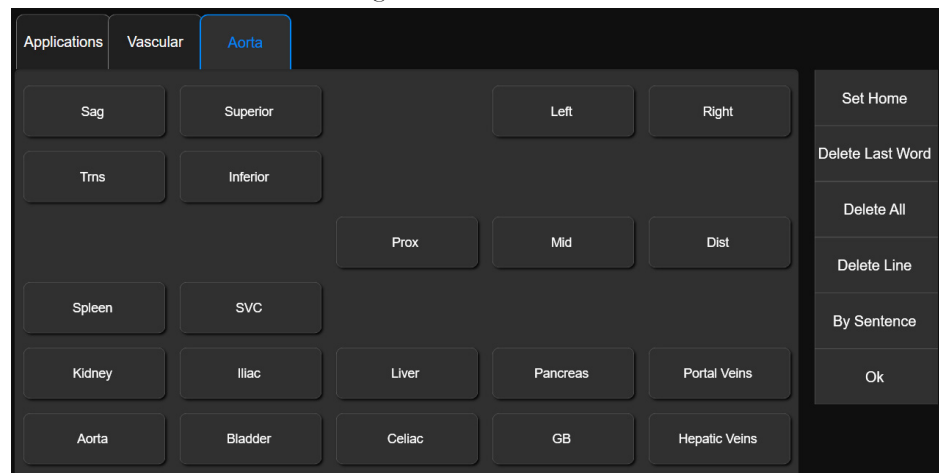 Applications Vascular Aorta
Sag Superior Left Right
Trns Inferior
Prox Mid Dist
Spleen SVC
Kidney Iliac Liver Pancreas Portal Veins
Aorta Bladder Celiac GB Hepatic Veins
Set Home
Delete Last Word
Delete All
Delete Line
By Sentence
Ok